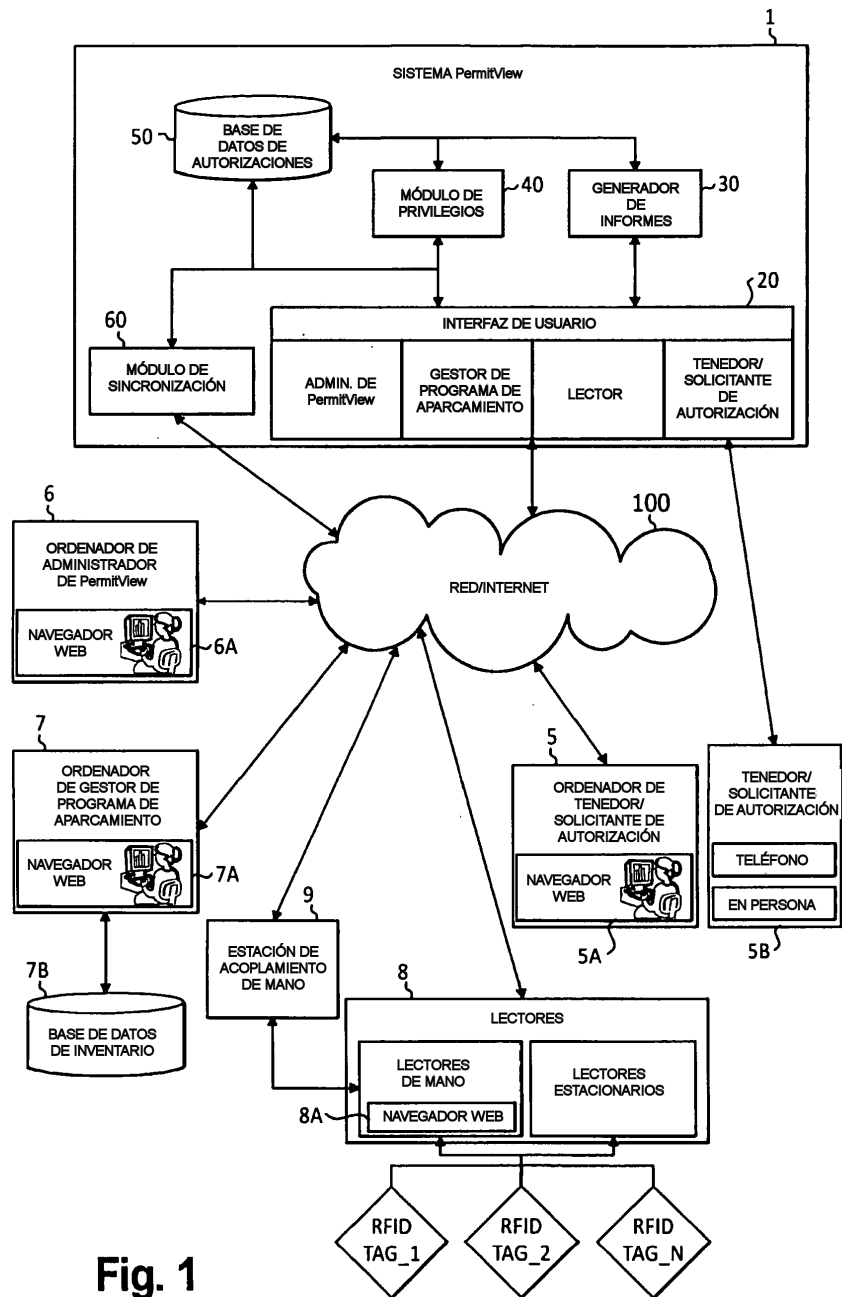 1
SISTEMA PermitView
50
BASE DE
DATOS DE
AUTORIZACIONES
MÓDULO DE
PRIVILEGIOS
40
GENERADOR
DE
INFORMES
30
20
INTERFAZ DE USUARIO
60
MÓDULO DE
SINCRONIZACIÓN
ADMIN. DE
PermitView
GESTOR DE
PROGRAMA DE
APARCAMIENTO
LECTOR
TENEDOR/
SOLICITANTE
DE
AUTORIZACIÓN
6
ORDENADOR DE
ADMINISTRADOR
DE PermitView
NAVEGADOR
WEB
6A
100
RED/INTERNET
7
ORDENADOR
DE GESTOR DE
PROGRAMA DE
APARCAMIENTO
NAVEGADOR
WEB
7A
7B
BASE DE DATOS
DE INVENTARIO
9
ESTACIÓN DE
ACOPLAMIENTO
DE MANO
5
ORDENADOR DE
TENEDOR/
SOLICITANTE DE
AUTORIZACIÓN
NAVEGADOR
WEB
5A
TENEDOR/
SOLICITANTE
DE AUTORIZACIÓN
TELÉFONO
EN PERSONA
5B
8
LECTORES
LECTORES
DE MANO
8A
NAVEGADOR WEB
LECTORES
ESTACIONARIOS
RFID
TAG_1
RFID
TAG_2
RFID
TAG_N
Fig. 1